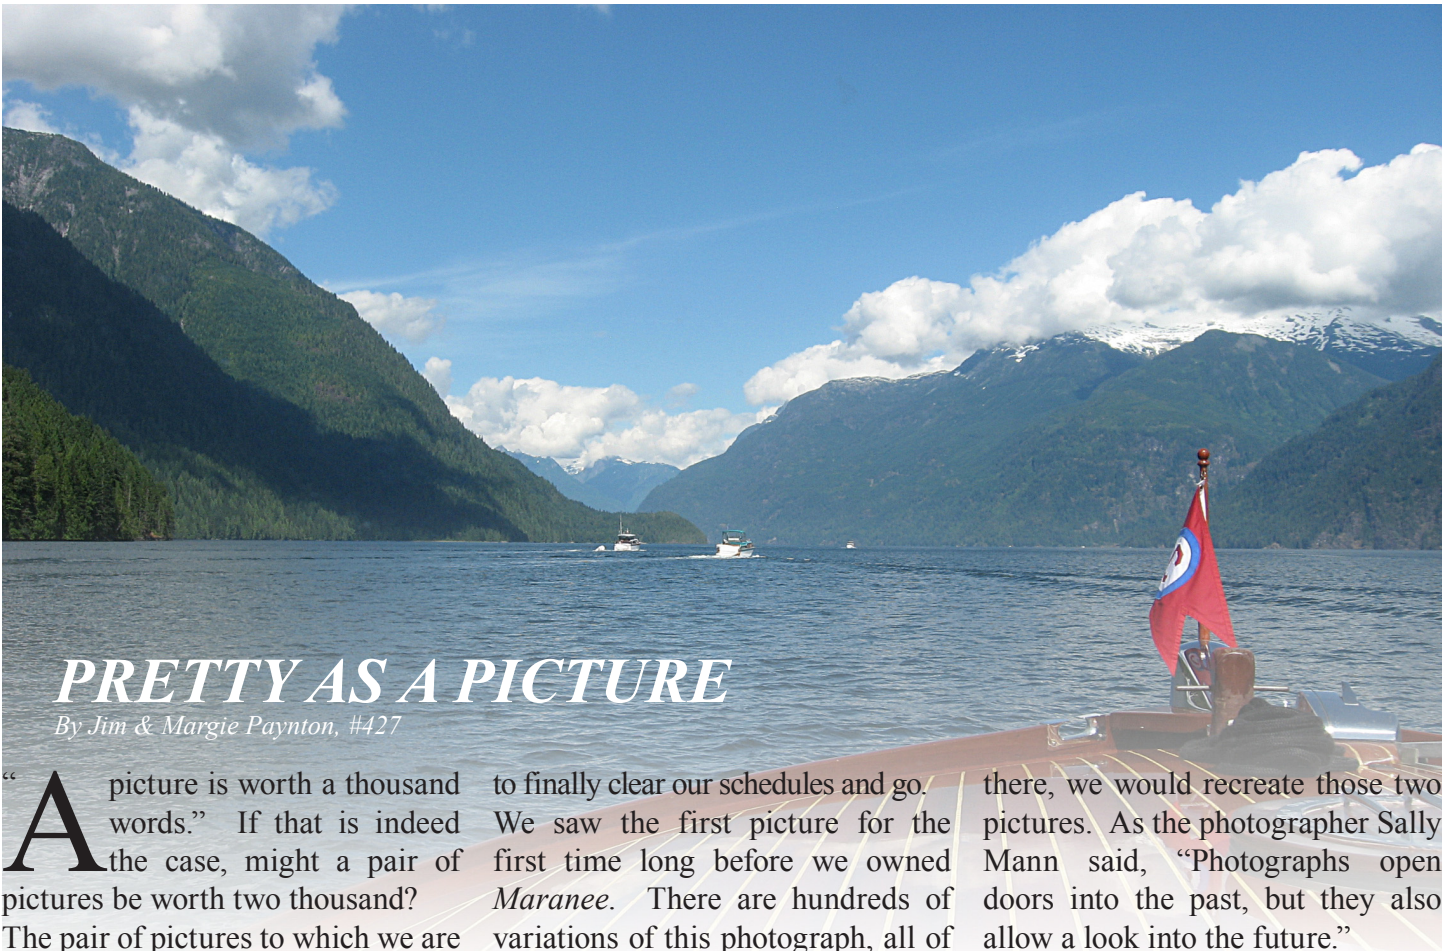 PRETTY AS A PICTURE
By Jim & Margie Paynton, #427
“A picture is worth a thousand
words.” If that is indeed
the case, might a pair of
pictures be worth two thousand?
The pair of pictures to which we are
to finally clear our schedules and go.
We saw the first picture for the
first time long before we owned
Maranee. There are hundreds of
variations of this photograph, all of
there, we would recreate those two
pictures. As the photographer Sally
Mann said, “Photographs open
doors into the past, but they also
allow a look into the future.”